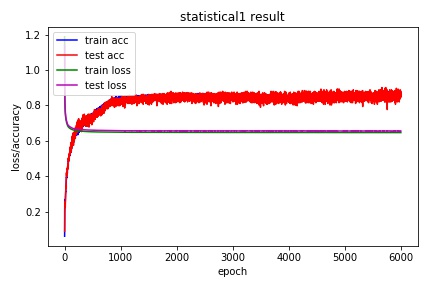 statistical1 result
train acc
test acc
train loss
test loss
1.2
1.0
0.8
0.6
0.4
0.2
loss/accuracy
0 1000 2000 3000 4000 5000 6000
epoch